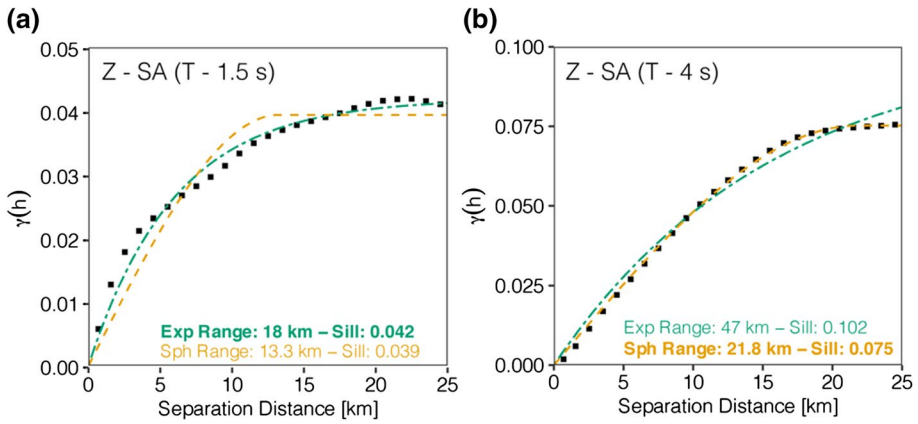 (a)
Z - SA (T - 1.5 s)
0.05
0.04
0.03
0.02
0.01
0.00
γ(h)
Exp Range: 18 km – Sill: 0.042
Sph Range: 13.3 km – Sill: 0.039
0 5 10 15 20 25
Separation Distance [km]
(b)
Z - SA (T - 4 s)
0.100
0.075
0.050
0.025
0.000
γ(h)
Exp Range: 47 km – Sill: 0.102
Sph Range: 21.8 km – Sill: 0.075
0 5 10 15 20 25
Separation Distance [km]